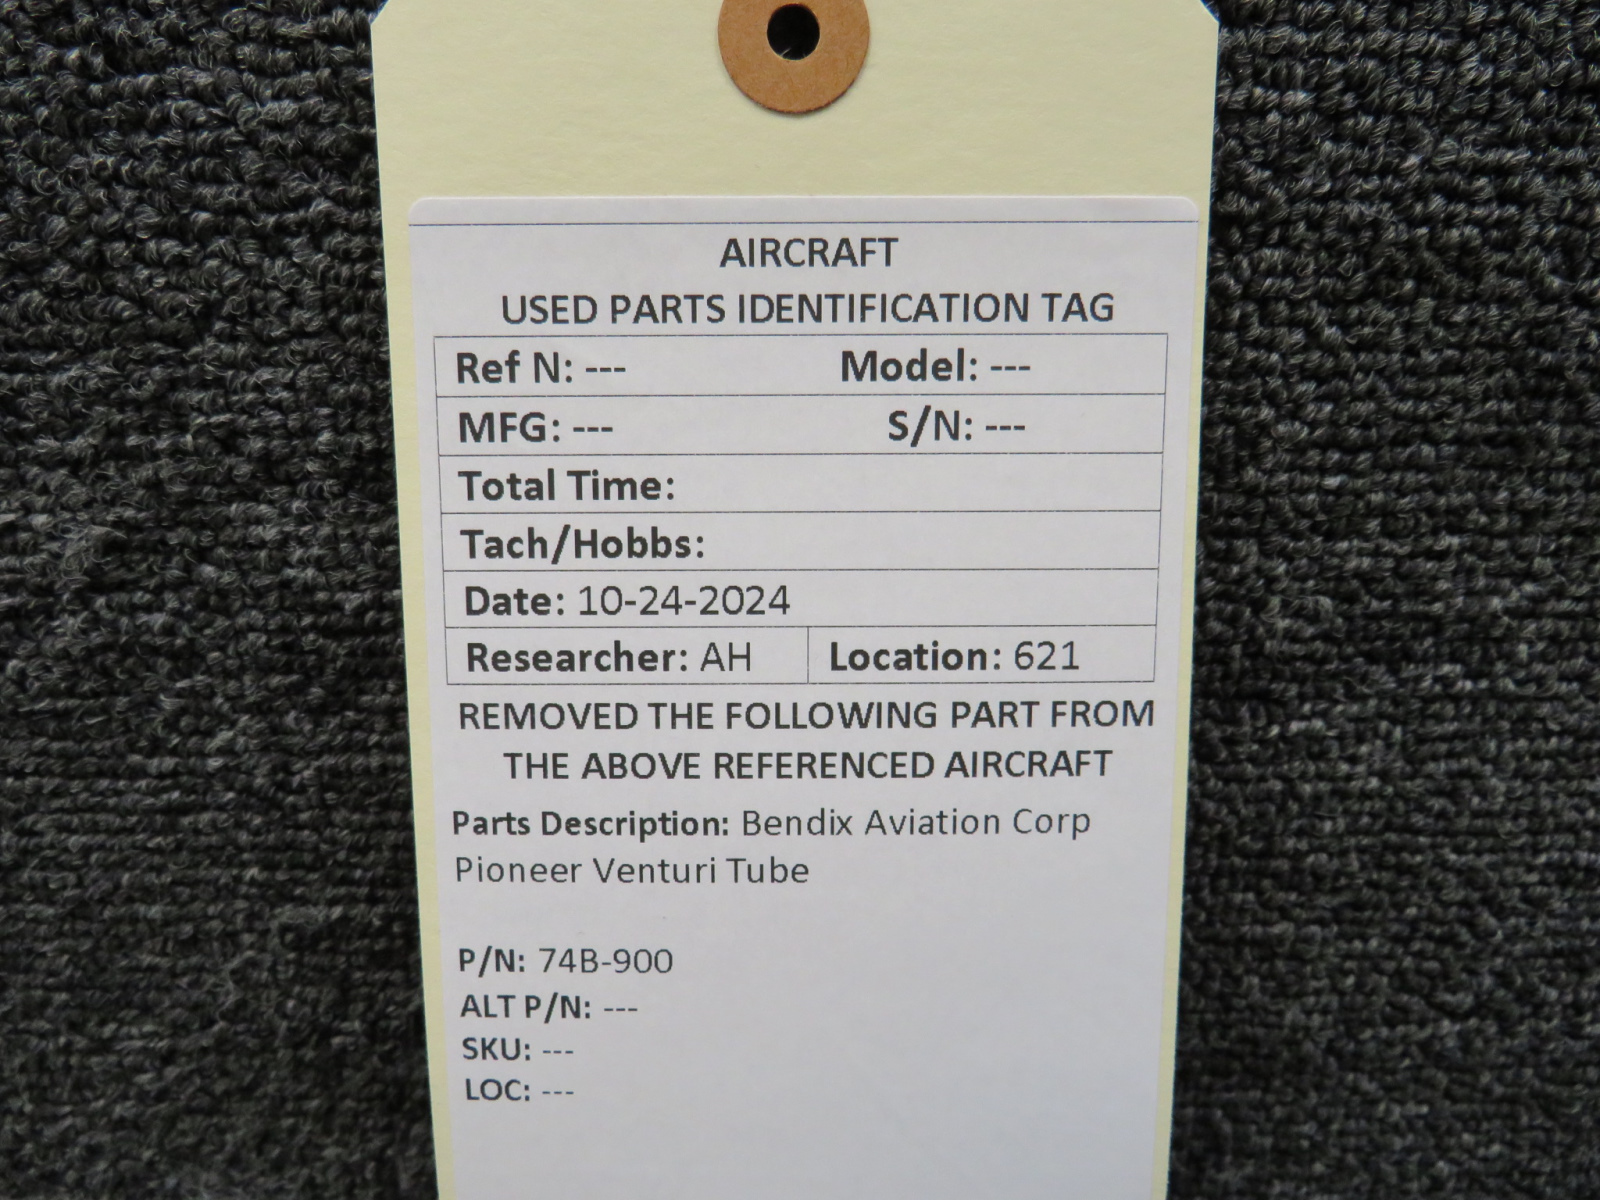 AIRCRAFT
USED PARTS IDENTIFICATION TAG
Ref N: --- Model: ---
MFG: --- S/N: ---
Total Time:
Tach/Hobbs:
Date: 10-24-2024
Researcher: AH Location: 621
REMOVED THE FOLLOWING PART FROM
THE ABOVE REFERENCED AIRCRAFT
Parts Description: Bendix Aviation Corp
Pioneer Venturi Tube
P/N: 74B-900
ALT P/N: ---
SKU: ---
LOC: ---